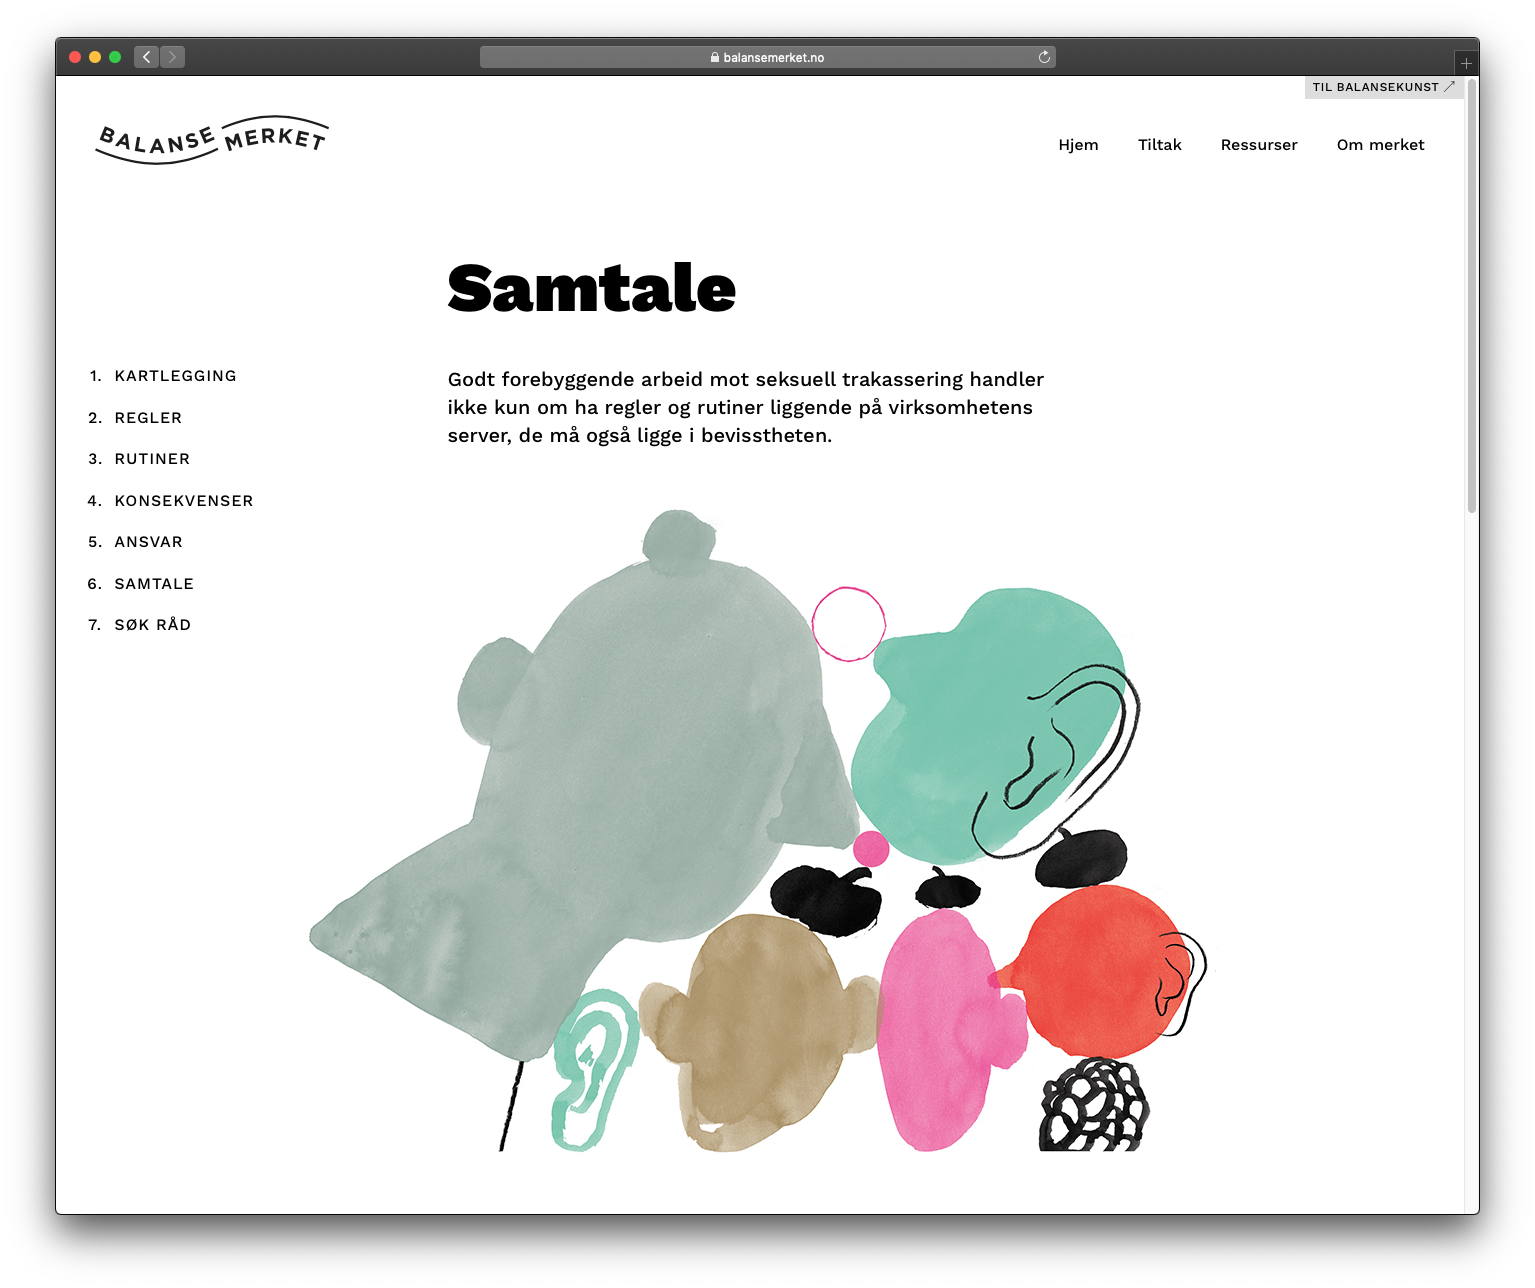 balansemerket.no
TIL BALANSEKUNST
BALANSE MERKET
Hjem Tiltak Ressurser Om merket
Samtale
1. KARTLEGGING
2. REGLER
3. RUTINER
4. KONSEKVENSER
5. ANSVAR
6. SAMTALE
7. SØK RÅD
Godt forebyggende arbeid mot seksuell trakassering handler
ikke kun om ha regler og rutiner liggende på virksomhetens
server, de må også ligge i bevisstheten.